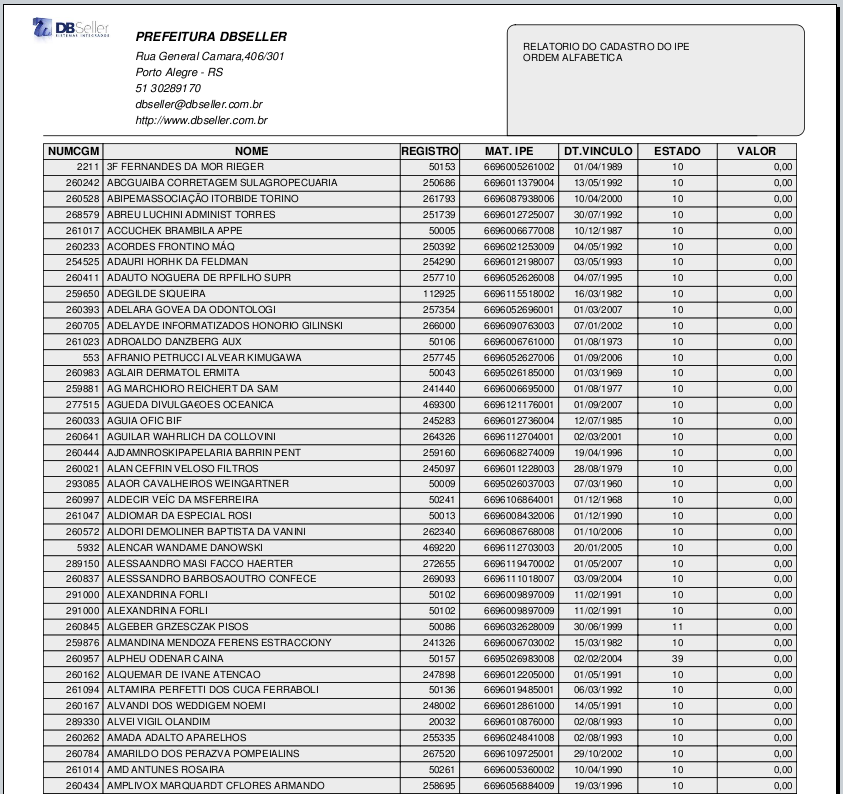 DBSeller
SISTEMAS INTEGRADOS
PREFEITURA DBSELLER
Rua General Camara,406/301
Porto Alegre - RS
51 30289170
dbseller@dbseller.com.br
http://www.dbseller.com.br
RELATORIO DO CADASTRO DO IPE
ORDEM ALFABETICA
NUMCGM NOME REGISTRO MAT. IPE DT.VINCULO ESTADO VALOR
2211 3F FERNANDES DA MOR RIEGER 50153 6696005261002 01/04/1989 10 0,00
260242 ABCGUAIBA CORRETAGEM SULAGROPECUARIA 250686 6696011379004 13/05/1992 10 0,00
260528 ABIPEMASSOCIAÇÃO ITORBIDE TORINO 261793 6696087938006 10/04/2000 10 0,00
268579 ABREU LUCHINI ADMINIST TORRES 251739 6696012725007 30/07/1992 10 0,00
261017 ACCUCHEK BRAMBILA APPE 50005 6696006677008 10/12/1987 10 0,00
260233 ACORDES FRONTINO MÁQ 250392 6696021253009 04/05/1992 10 0,00
254525 ADAURI HORHK DA FELDMAN 254290 6696012198007 03/05/1993 10 0,00
260411 ADAUTO NOGUERA DE RPFILHO SUPR 257710 6696052626008 04/07/1995 10 0,00
259650 ADEGILDE SIQUEIRA 112925 6696115518002 16/03/1982 10 0,00
260393 ADELARA GOVEA DA ODONTOLOGI 257354 6696052696001 01/03/2007 10 0,00
260705 ADELAYDE INFORMATIZADOS HONORIO GILINSKI 266000 6696090763003 07/01/2002 10 0,00
261023 ADROALDO DANZBERG AUX 50106 6696006761000 01/08/1973 10 0,00
553 AFRANIO PETRUCCI ALVEAR KIMUGAWA 257745 6696052627006 01/09/2006 10 0,00
260983 AGLAIR DERMATOL ERMITA 50043 6695026185000 01/03/1969 10 0,00
259881 AG MARCHIORO REICHERT DA SAM 241440 6696006695000 01/08/1977 10 0,00
277515 AGUEDA DIVULGA€OES OCEANICA 469300 6696121176001 01/09/2007 10 0,00
260033 AGUIA OFIC BIF 245283 6696012736004 12/07/1985 10 0,00
260641 AGUILAR WAHRLICH DA COLLOVINI 264326 6696112704001 02/03/2001 10 0,00
260444 AJDAMNROSKIPAPELARIA BARRIN PENT 259160 6696068274009 19/04/1996 10 0,00
260021 ALAN CEFRIN VELOSO FILTROS 245097 6696011228003 28/08/1979 10 0,00
293085 ALAOR CAVALHEIROS WEINGARTNER 50009 6695026037003 07/03/1960 10 0,00
260997 ALDECIR VEÍC DA MSFERREIRA 50241 6696106864001 01/12/1968 10 0,00
261047 ALDIOMAR DA ESPECIAL ROSI 50013 6696008432006 01/12/1990 10 0,00
260572 ALDORI DEMOLINER BAPTISTA DA VANINI 262340 6696086768008 01/10/2006 10 0,00
5932 ALENCAR WANDAME DANOWSKI 469220 6696112703003 20/01/2005 10 0,00
289150 ALESSAANDRO MASI FACCO HAERTER 272655 6696119470002 01/05/2007 10 0,00
260837 ALESSSANDRO BARBOSAOUTRO CONFECE 269093 6696111018007 03/09/2004 10 0,00
291000 ALEXANDRINA FORLI 50102 6696009897009 11/02/1991 10 0,00
291000 ALEXANDRINA FORLI 50102 6696009897009 11/02/1991 10 0,00
260845 ALGEBER GRZESCZAK PISOS 50086 6696032628009 30/06/1999 11 0,00
259876 ALMANDINA MENDOZA FERENS ESTRACCIONY 241326 6696006703002 15/03/1982 10 0,00
260957 ALPHEU ODENAR CAINA 50157 6695026983008 02/02/2004 39 0,00
260162 ALQUEMAR DE IVANE ATENCAO 247898 6696012205000 01/05/1991 10 0,00
261094 ALTAMIRA PERFETTI DOS CUCA FERRABOLI 50136 6696019485001 06/03/1992 10 0,00
260167 ALVANDI DOS WEDDIGEM NOEMI 248002 6696012861000 14/05/1991 10 0,00
289330 ALVEI VIGIL OLANDIM 20032 6696010876000 02/08/1993 10 0,00
260262 AMADA ADALTO APARELHOS 255335 6696024841008 02/08/1993 10 0,00
260784 AMARILDO DOS PERAZVA POMPEIALINS 267520 6696109725001 29/10/2002 10 0,00
261014 AMD ANTUNES ROSAIRA 50261 6696005360002 10/04/1990 10 0,00
260434 AMPLIVOX MARQUARDT CFLORES ARMANDO 258695 6696056884009 19/03/1996 10 0,00